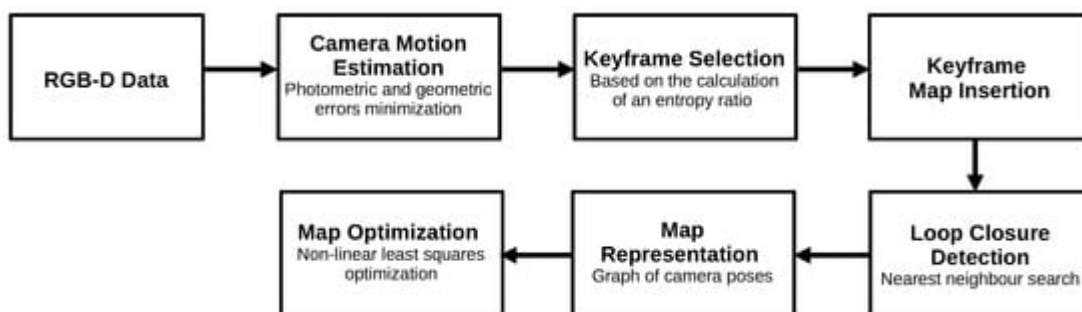 RGB-D Data
Camera Motion
Estimation
Photometric and geometric
errors minimization
Keyframe Selection
Based on the calculation
of an entropy ratio
Keyframe
Map Insertion
Loop Closure
Detection
Nearest neighbour search
Map
Representation
Graph of camera poses
Map Optimization
Non-linear least squares
optimization